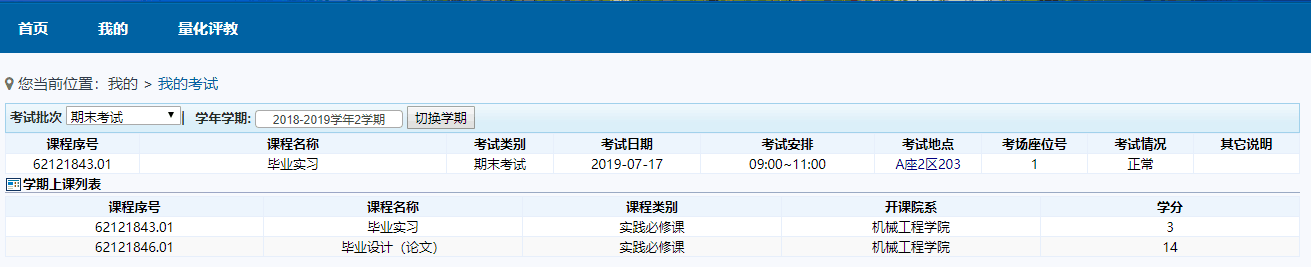 首页 我的 量化评教
您当前位置：我的 > 我的考试
考试批次 期末考试 | 学年学期: 2018-2019学年2学期 切换学期
课程序号 课程名称 考试类别 考试日期 考试安排 考试地点 考场座位号 考试情况 其它说明
62121843.01 毕业实习 期末考试 2019-07-17 09:00~11:00 A座2区203 1 正常
学期上课列表
课程序号 课程名称 课程类别 开课院系 学分
62121843.01 毕业实习 实践必修课 机械工程学院 3
62121846.01 毕业设计（论文） 实践必修课 机械工程学院 14